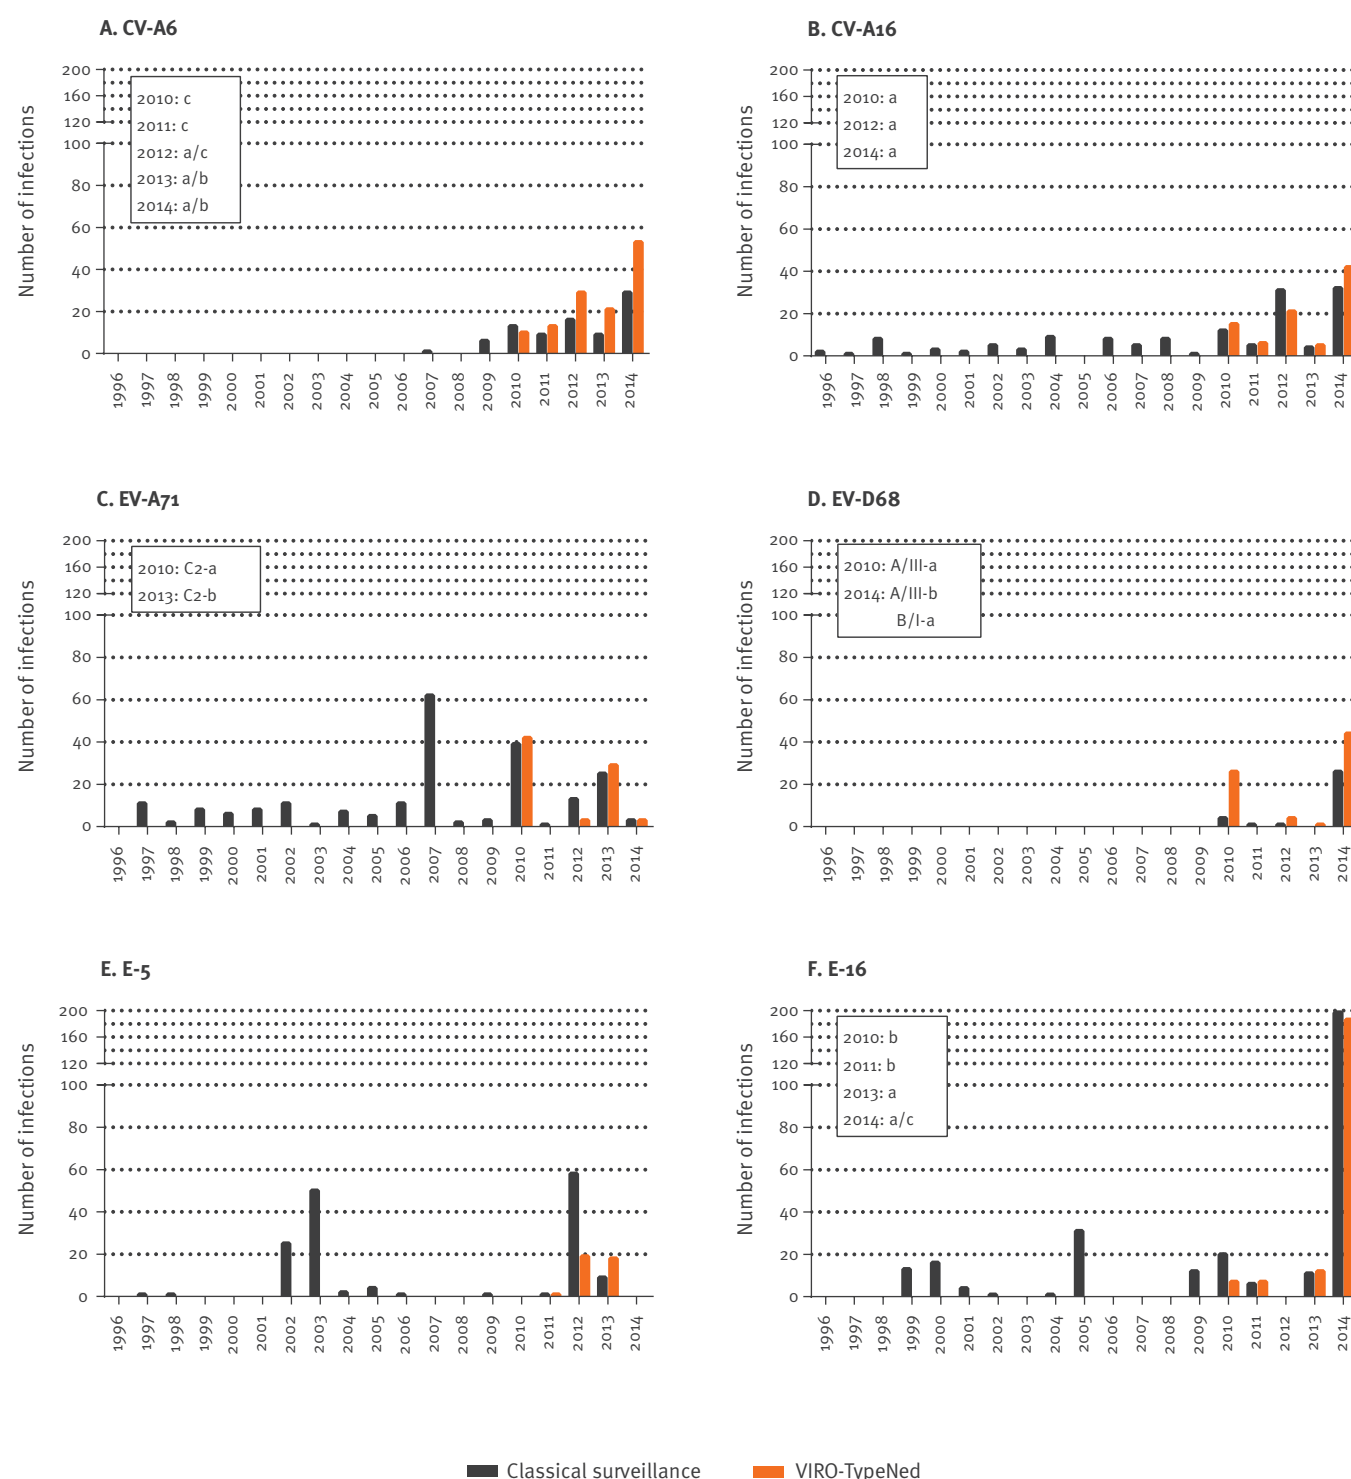 A. CV-A6
Number of infections
200
160
120
100
80
60
40
20
0
2010: c
2011: c
2012: a/c
2013: a/b
2014: a/b
1996 1997 1998 1999 2000 2001 2002 2003 2004 2005 2006 2007 2008 2009 2010 2011 2012 2013 2014
B. CV-A16
Number of infections
200
160
120
100
80
60
40
20
0
2010: a
2012: a
2014: a
1996 1997 1998 1999 2000 2001 2002 2003 2004 2005 2006 2007 2008 2009 2010 2011 2012 2013 2014
C. EV-A71
Number of infections
200
160
120
100
80
60
40
20
0
2010: C2-a
2013: C2-b
1996 1997 1998 1999 2000 2001 2002 2003 2004 2005 2006 2007 2008 2009 2010 2011 2012 2013 2014
D. EV-D68
Number of infections
200
160
120
100
80
60
40
20
0
2010: A/III-a
2014: A/III-b
B/I-a
1996 1997 1998 1999 2000 2001 2002 2003 2004 2005 2006 2007 2008 2009 2010 2011 2012 2013 2014
E. E-5
Number of infections
200
160
120
100
80
60
40
20
0
1996 1997 1998 1999 2000 2001 2002 2003 2004 2005 2006 2007 2008 2009 2010 2011 2012 2013 2014
F. E-16
Number of infections
200
160
120
100
80
60
40
20
0
2010: b
2011: b
2013: a
2014: a/c
1996 1997 1998 1999 2000 2001 2002 2003 2004 2005 2006 2007 2008 2009 2010 2011 2012 2013 2014
Classical surveillance VIRO-TypeNed